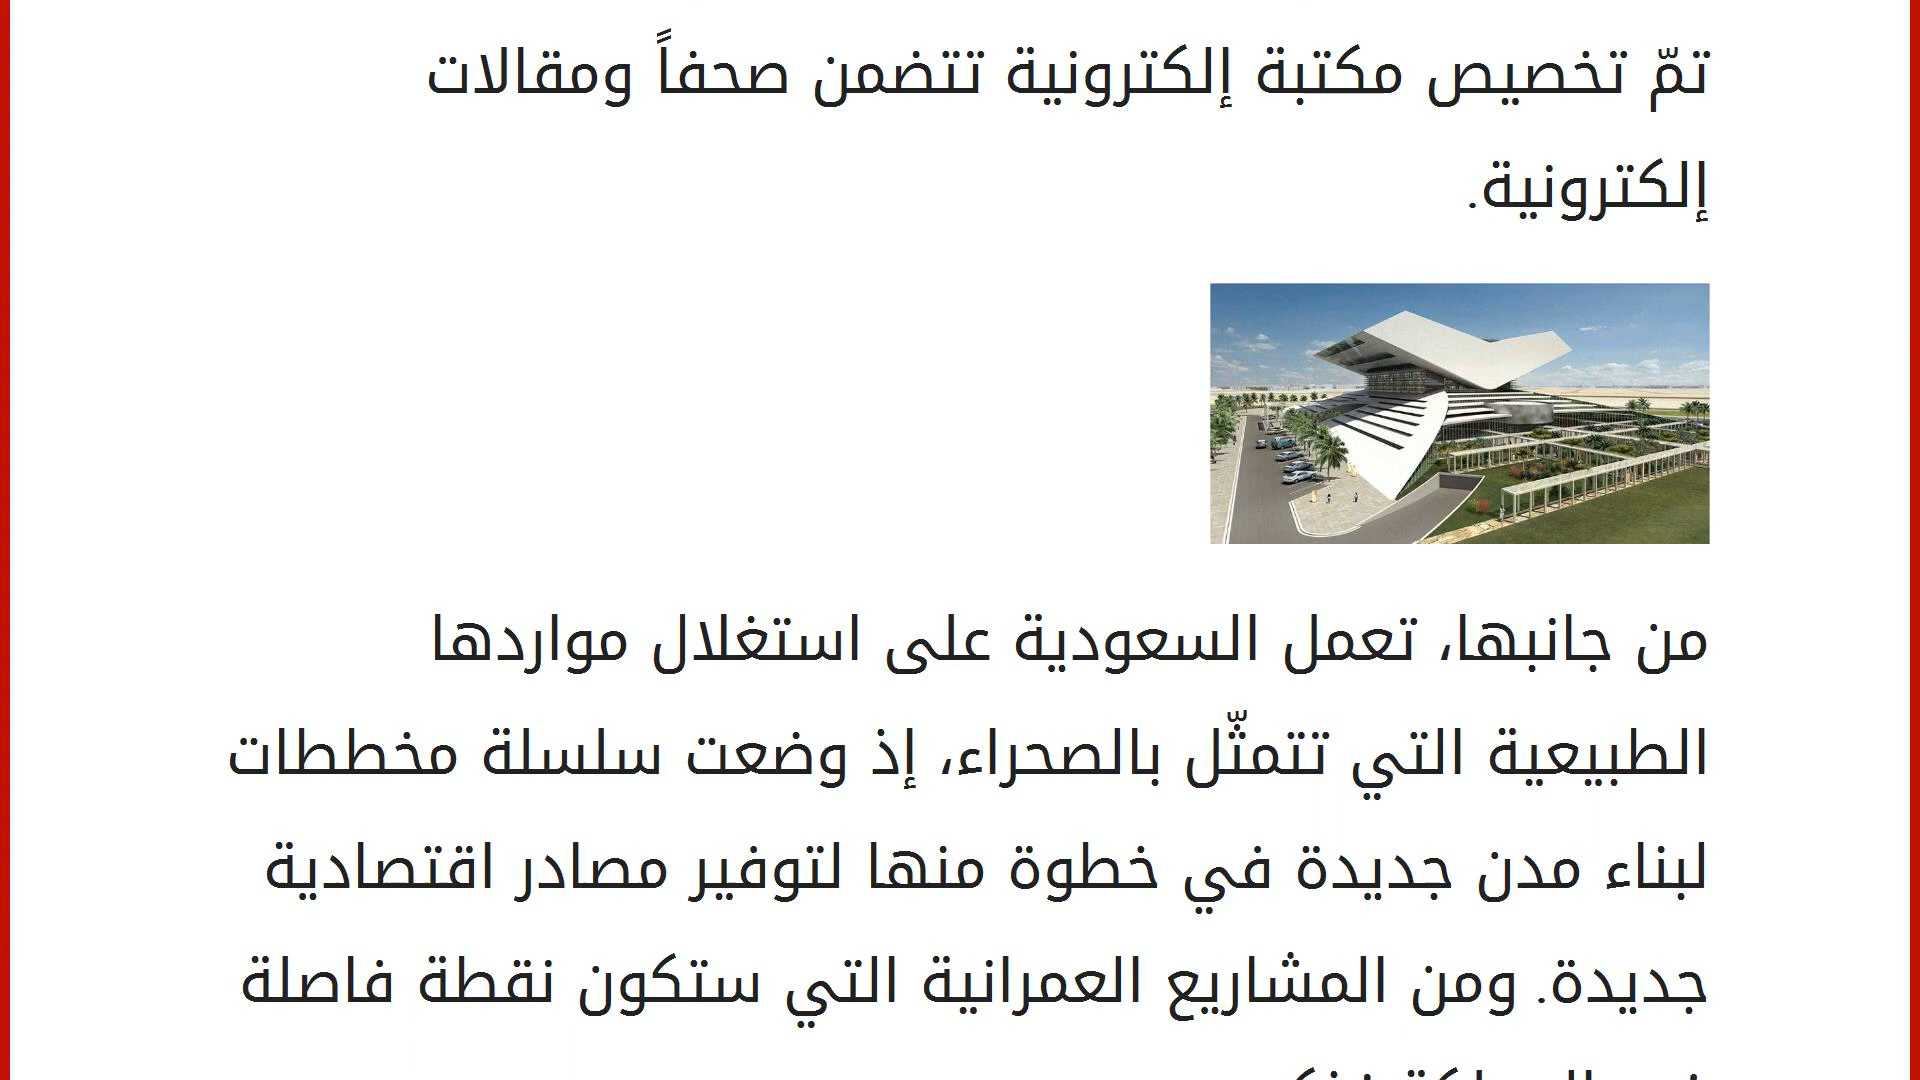 تمّ تخصيص مكتبة إلكترونية تتضمن صحفاً ومقالات
إلكترونية.
من جانبها، تعمل السعودية على استغلال مواردها
الطبيعية التي تتمثّل بالصحراء، إذ وضعت سلسلة مخططات
لبناء مدن جديدة في خطوة منها لتوفير مصادر اقتصادية
جديدة. ومن المشاريع العمرانية التي ستكون نقطة فاصلة